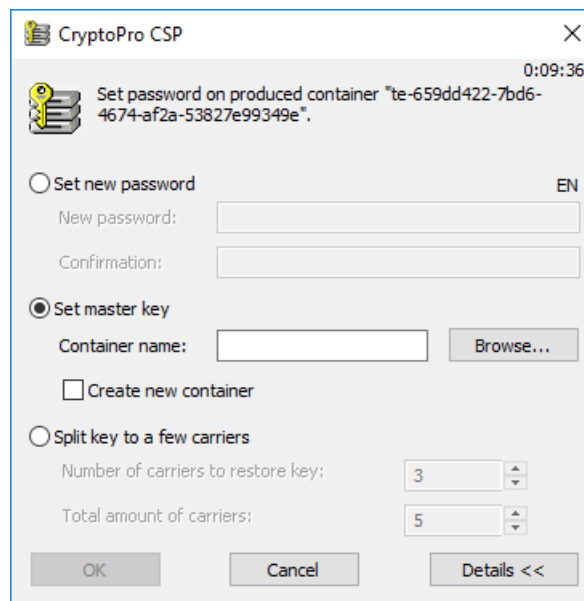 CryptoPro CSP
0:09:36
Set password on produced container "te-659dd422-7bd6-
4674-af2a-53827e99349e".
Set new password
EN
New password:
Confirmation:
Set master key
Container name:
Browse...
Create new container
Split key to a few carriers
Number of carriers to restore key:
3
Total amount of carriers:
5
OK
Cancel
Details <<